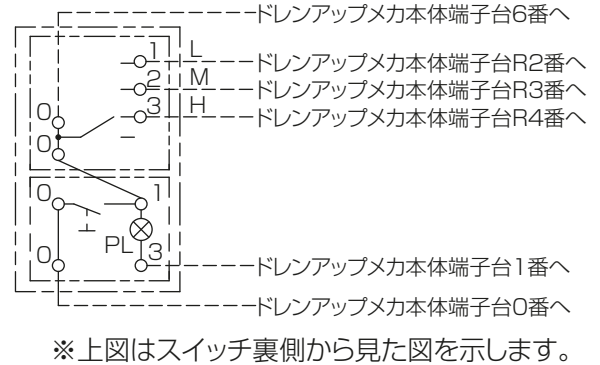 ドレンアップメカ本体端子台6番へ
1 L ドレンアップメカ本体端子台R2番へ
2 M ドレンアップメカ本体端子台R3番へ
3 H ドレンアップメカ本体端子台R4番へ
0
0
0 1
PL
0 3 ドレンアップメカ本体端子台1番へ
ドレンアップメカ本体端子台0番へ
※上図はスイッチ裏側から見た図を示します。